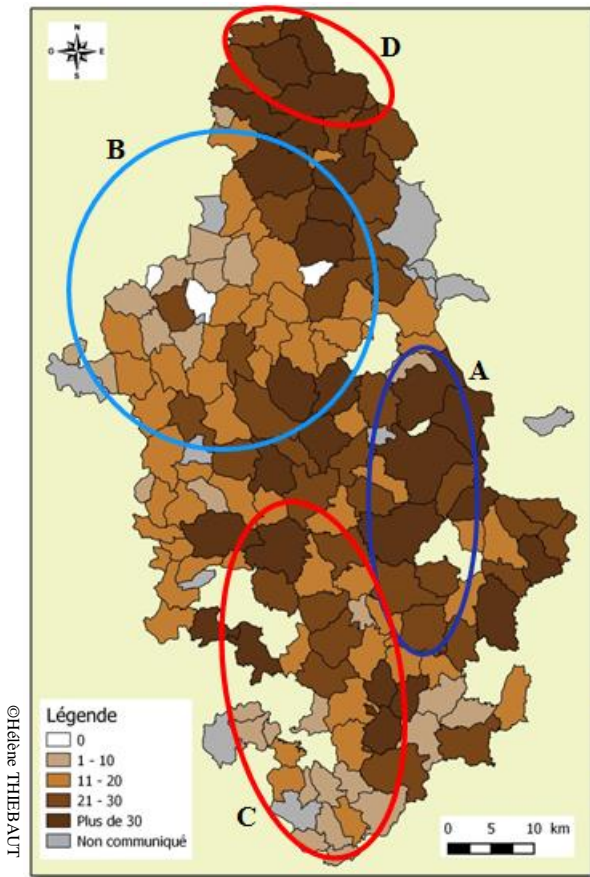 N
O E
S
D
B
A
Légende
0
1 - 10
11 - 20
21 - 30
Plus de 30
Non communiqué
C
0 5 10 km
©Hélène THIEBAUT